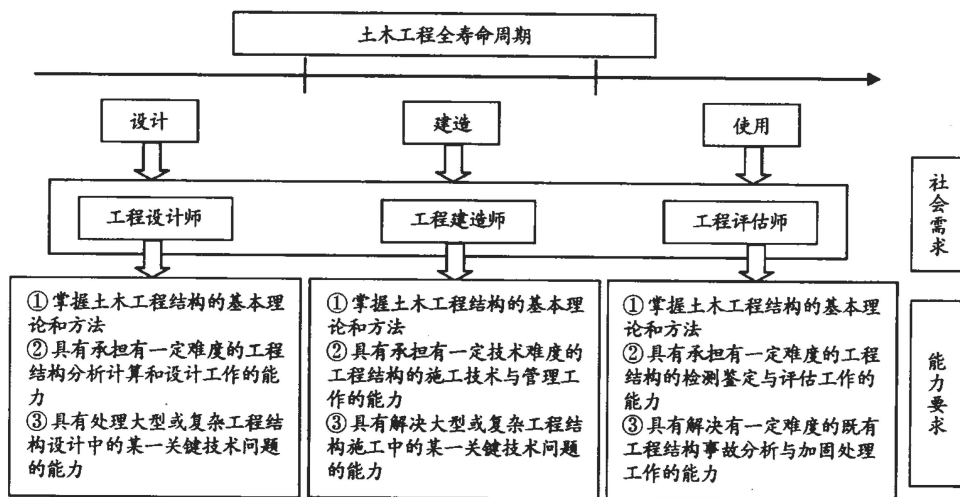 土木工程全寿命周期
设计
建造
使用
工程设计师
工程建造师
工程评估师
社会需求
①掌握土木工程结构的基本理
论和方法
②具有承担有一定难度的工程
结构分析计算和设计工作的能
力
③具有处理大型或复杂工程结
构设计中的某一关键技术问题
的能力
①掌握土木工程结构的基本理
论和方法
②具有承担有一定技术难度的
工程结构的施工技术与管理工
作的能力
③具有解决大型或复杂工程结
构施工中的某一关键技术问题
的能力
①掌握土木工程结构的基本理
论和方法
②具有承担有一定难度的工程
结构的检测鉴定与评估工作的
能力
③具有解决有一定难度的既有
工程结构事故分析与加固处理
工作的能力
能力要求